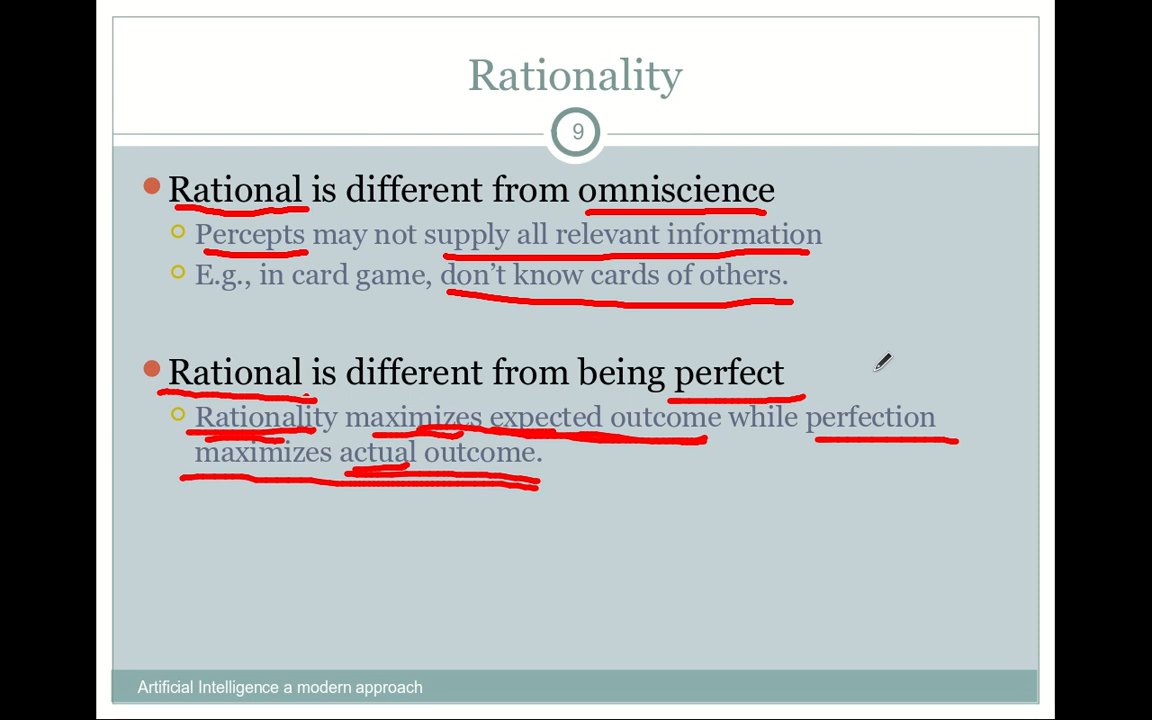 Rationality
9
Rational is different from omniscience
Percepts may not supply all relevant information
E.g., in card game, don't know cards of others.
Rational is different from being perfect
Rationality maximizes expected outcome while perfection
maximizes actual outcome.
Artificial Intelligence a modern approach